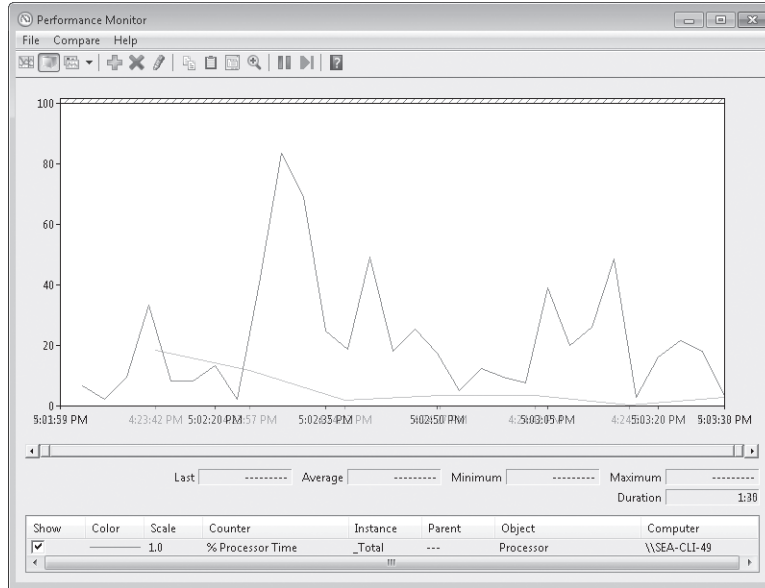 Performance Monitor
File Compare Help
100
80
60
40
20
0
4:23:42 PM 5:02:20 PM 5:02:35 PM 5:02:50 PM 5:03:05 PM 5:03:20 PM 5:03:30 PM
Last --------- Average --------- Minimum --------- Maximum ---------
Duration 1:30
Show Color Scale Counter Instance Parent Object Computer
1.0 % Processor Time _Total --- Processor \\SEA-CLI-49